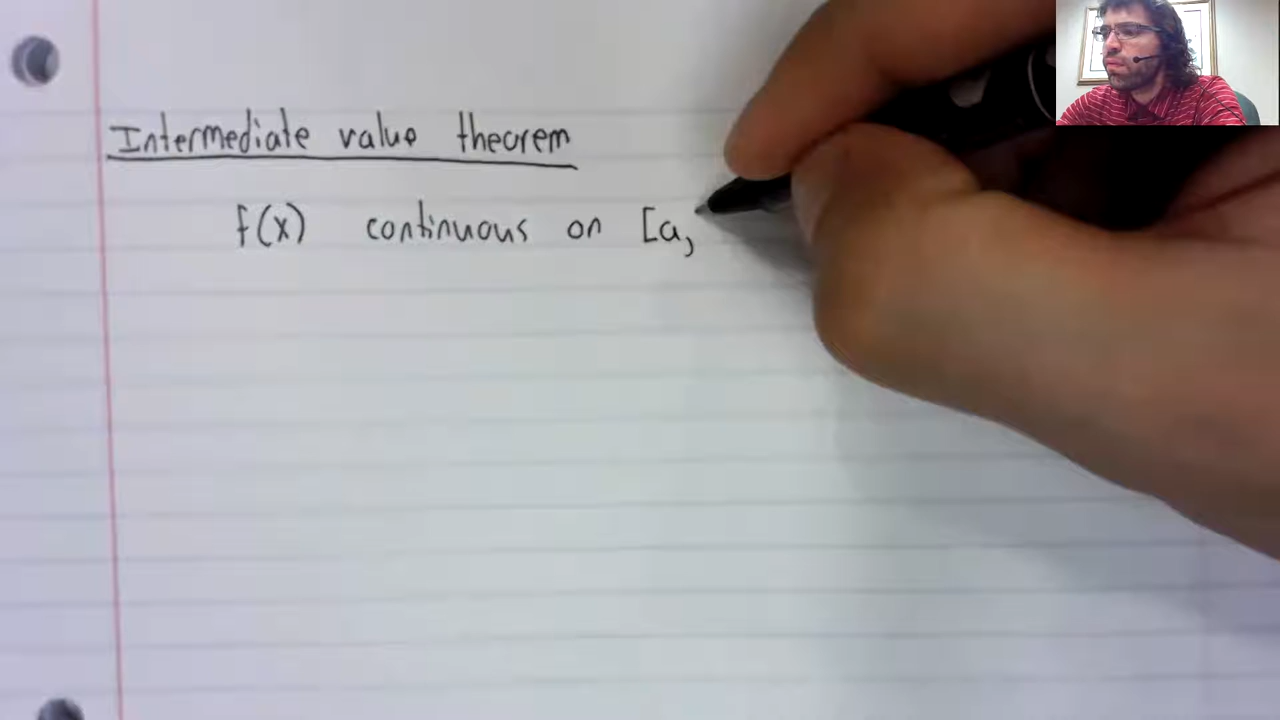 Intermediate value theorem
f(x) continuous on [a,